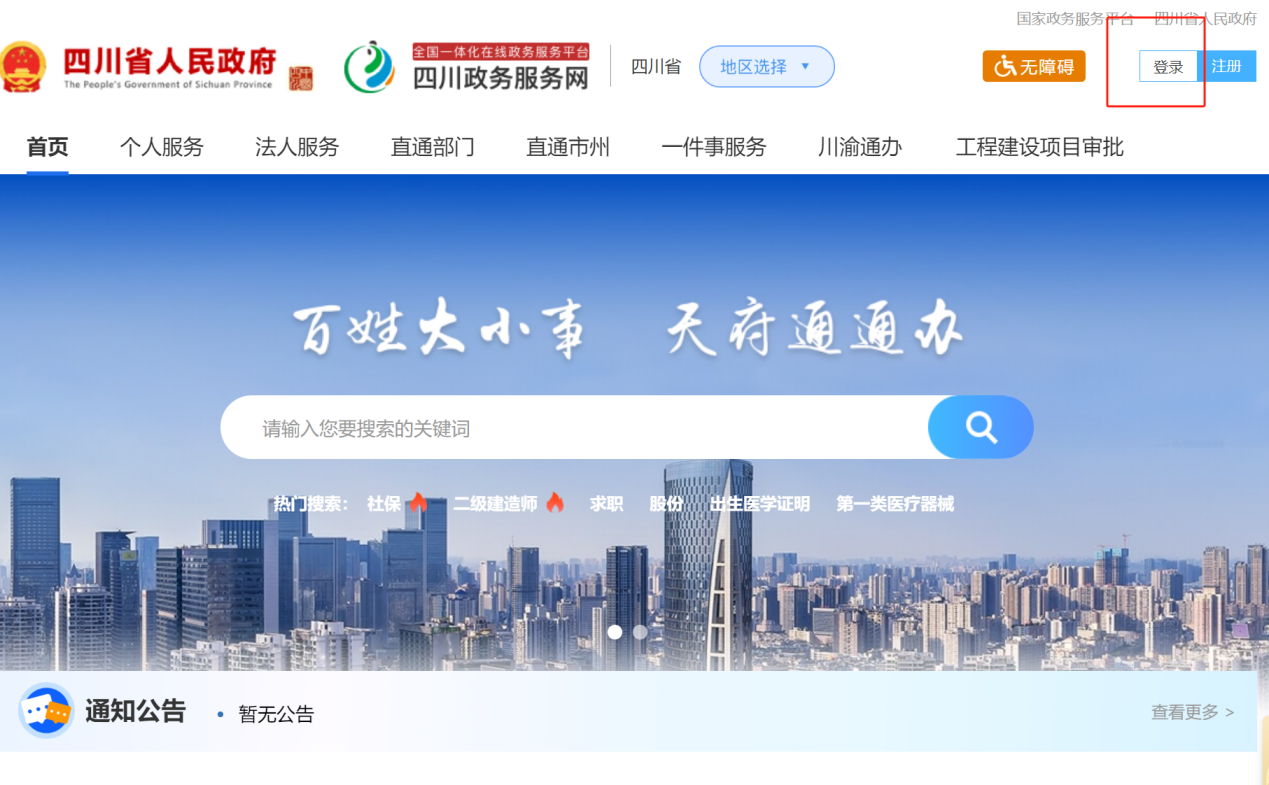 国家政务服务平台 四川省人民政府
四川省人民政府
The People's Government of Sichuan Province
全国一体化在线政务服务平台
四川政务服务网
四川省
地区选择
无障碍
登录
注册
首页 个人服务 法人服务 直通部门 直通市州 一件事服务 川渝通办 工程建设项目审批
百姓大小事 天府通通办
请输入您要搜索的关键词
热门搜索： 社保 二级建造师 求职 股份 出生医学证明 第一类医疗器械
通知公告 • 暂无公告 查看更多 >